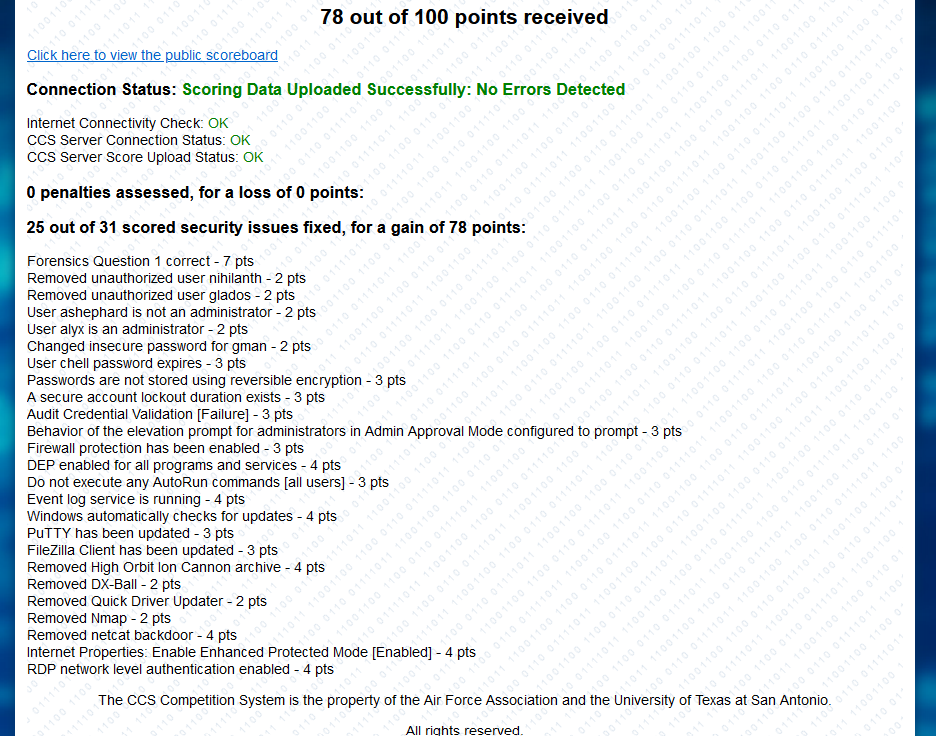 78 out of 100 points received
Click here to view the public scoreboard
Connection Status: Scoring Data Uploaded Successfully: No Errors Detected
Internet Connectivity Check: OK
CCS Server Connection Status: OK
CCS Server Score Upload Status: OK
0 penalties assessed, for a loss of 0 points:
25 out of 31 scored security issues fixed, for a gain of 78 points:
Forensics Question 1 correct - 7 pts
Removed unauthorized user nihilanth - 2 pts
Removed unauthorized user glados - 2 pts
User ashephard is not an administrator - 2 pts
User alyx is an administrator - 2 pts
Changed insecure password for gman - 2 pts
User chell password expires - 3 pts
Passwords are not stored using reversible encryption - 3 pts
A secure account lockout duration exists - 3 pts
Audit Credential Validation [Failure] - 3 pts
Behavior of the elevation prompt for administrators in Admin Approval Mode configured to prompt - 3 pts
Firewall protection has been enabled - 3 pts
DEP enabled for all programs and services - 4 pts
Do not execute any AutoRun commands [all users] - 3 pts
Event log service is running - 4 pts
Windows automatically checks for updates - 4 pts
PuTTY has been updated - 3 pts
FileZilla Client has been updated - 3 pts
Removed High Orbit Ion Cannon archive - 4 pts
Removed DX-Ball - 2 pts
Removed Quick Driver Updater - 2 pts
Removed Nmap - 2 pts
Removed netcat backdoor - 4 pts
Internet Properties: Enable Enhanced Protected Mode [Enabled] - 4 pts
RDP network level authentication enabled - 4 pts
The CCS Competition System is the property of the Air Force Association and the University of Texas at San Antonio.
All rights reserved.